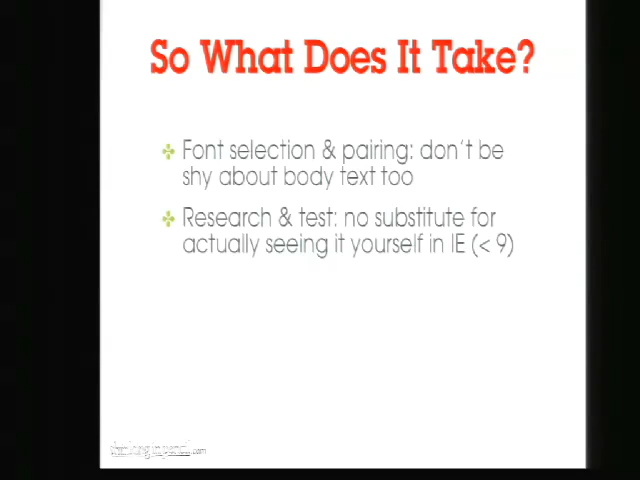 So What Does It Take?
Font selection & pairing: don't be
shy about body text too
Research & test: no substitute for
actually seeing it yourself in IE (< 9)